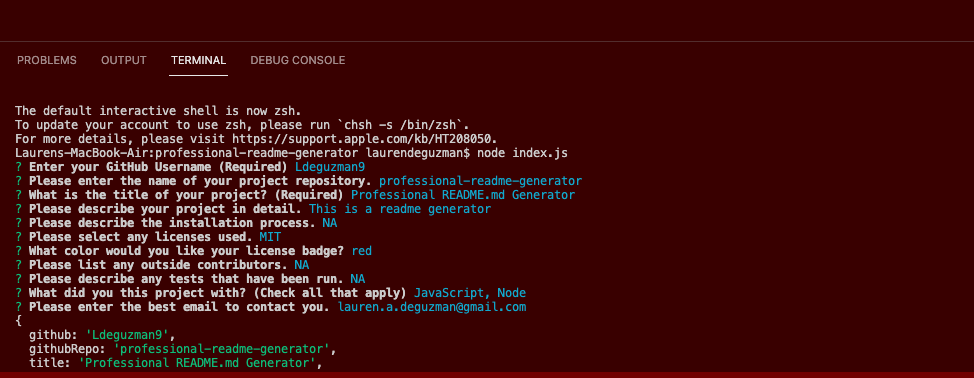 PROBLEMS OUTPUT TERMINAL DEBUG CONSOLE
The default interactive shell is now zsh.
To update your account to use zsh, please run `chsh -s /bin/zsh`.
For more details, please visit https://support.apple.com/kb/HT208050.
Laurens-MacBook-Air:professional-readme-generator laurendeguzman$ node index.js
? Enter your GitHub Username (Required) Ldeguzman9
? Please enter the name of your project repository. professional-readme-generator
? What is the title of your project? (Required) Professional README.md Generator
? Please describe your project in detail. This is a readme generator
? Please describe the installation process. NA
? Please select any licenses used. MIT
? What color would you like your license badge? red
? Please list any outside contributors. NA
? Please describe any tests that have been run. NA
? What did you this project with? (Check all that apply) JavaScript, Node
? Please enter the best email to contact you. lauren.a.deguzman@gmail.com
{
  github: 'Ldeguzman9',
  githubRepo: 'professional-readme-generator',
  title: 'Professional README.md Generator',